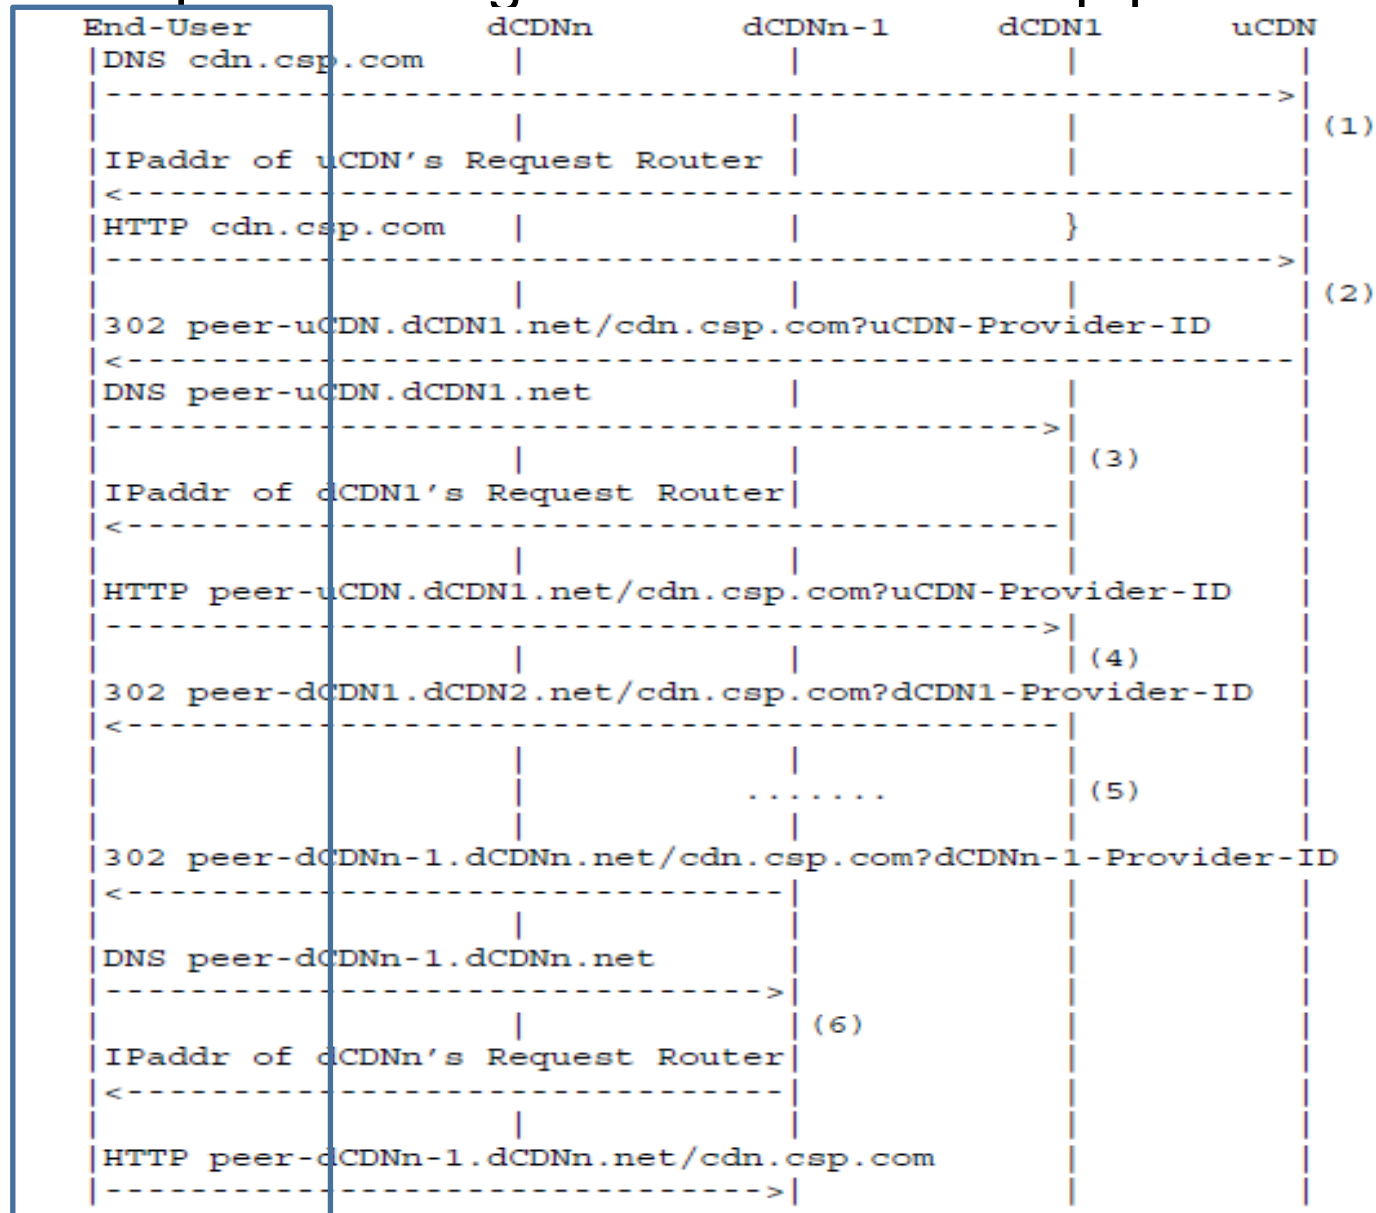 End-User dCDNn dCDNn-1 dCDN1 uCDN
|DNS cdn.csp.com | | | |
|------------------------------------------------------->|
| | | | |(1)
|IPaddr of uCDN's Request Router | | |
|<-------------------------------------------------------|
|HTTP cdn.csp.com | | } |
|------------------------------------------------------->|
| | | | |(2)
|302 peer-uCDN.dCDN1.net/cdn.csp.com?uCDN-Provider-ID |
|<-------------------------------------------------------|
|DNS peer-uCDN.dCDN1.net | | |
|-------------------------------------------->| |
| | | |(3) |
|IPaddr of dCDN1's Request Router| | |
|<--------------------------------------------| |
| | | | |
|HTTP peer-uCDN.dCDN1.net/cdn.csp.com?uCDN-Provider-ID |
|-------------------------------------------->| |
| | | |(4) |
|302 peer-dCDN1.dCDN2.net/cdn.csp.com?dCDN1-Provider-ID |
|<--------------------------------------------| |
| | | | |
| | ....... |(5) |
| | | | |
|302 peer-dCDNn-1.dCDNn.net/cdn.csp.com?dCDNn-1-Provider-ID
|<-------------------------------| | |
| | | | |
|DNS peer-dCDNn-1.dCDNn.net | | |
|------------------------------->| | |
| | |(6) | |
|IPaddr of dCDNn's Request Router| | |
|<-------------------------------| | |
| | | | |
|HTTP peer-dCDNn-1.dCDNn.net/cdn.csp.com | |
|------------------------------->| | |